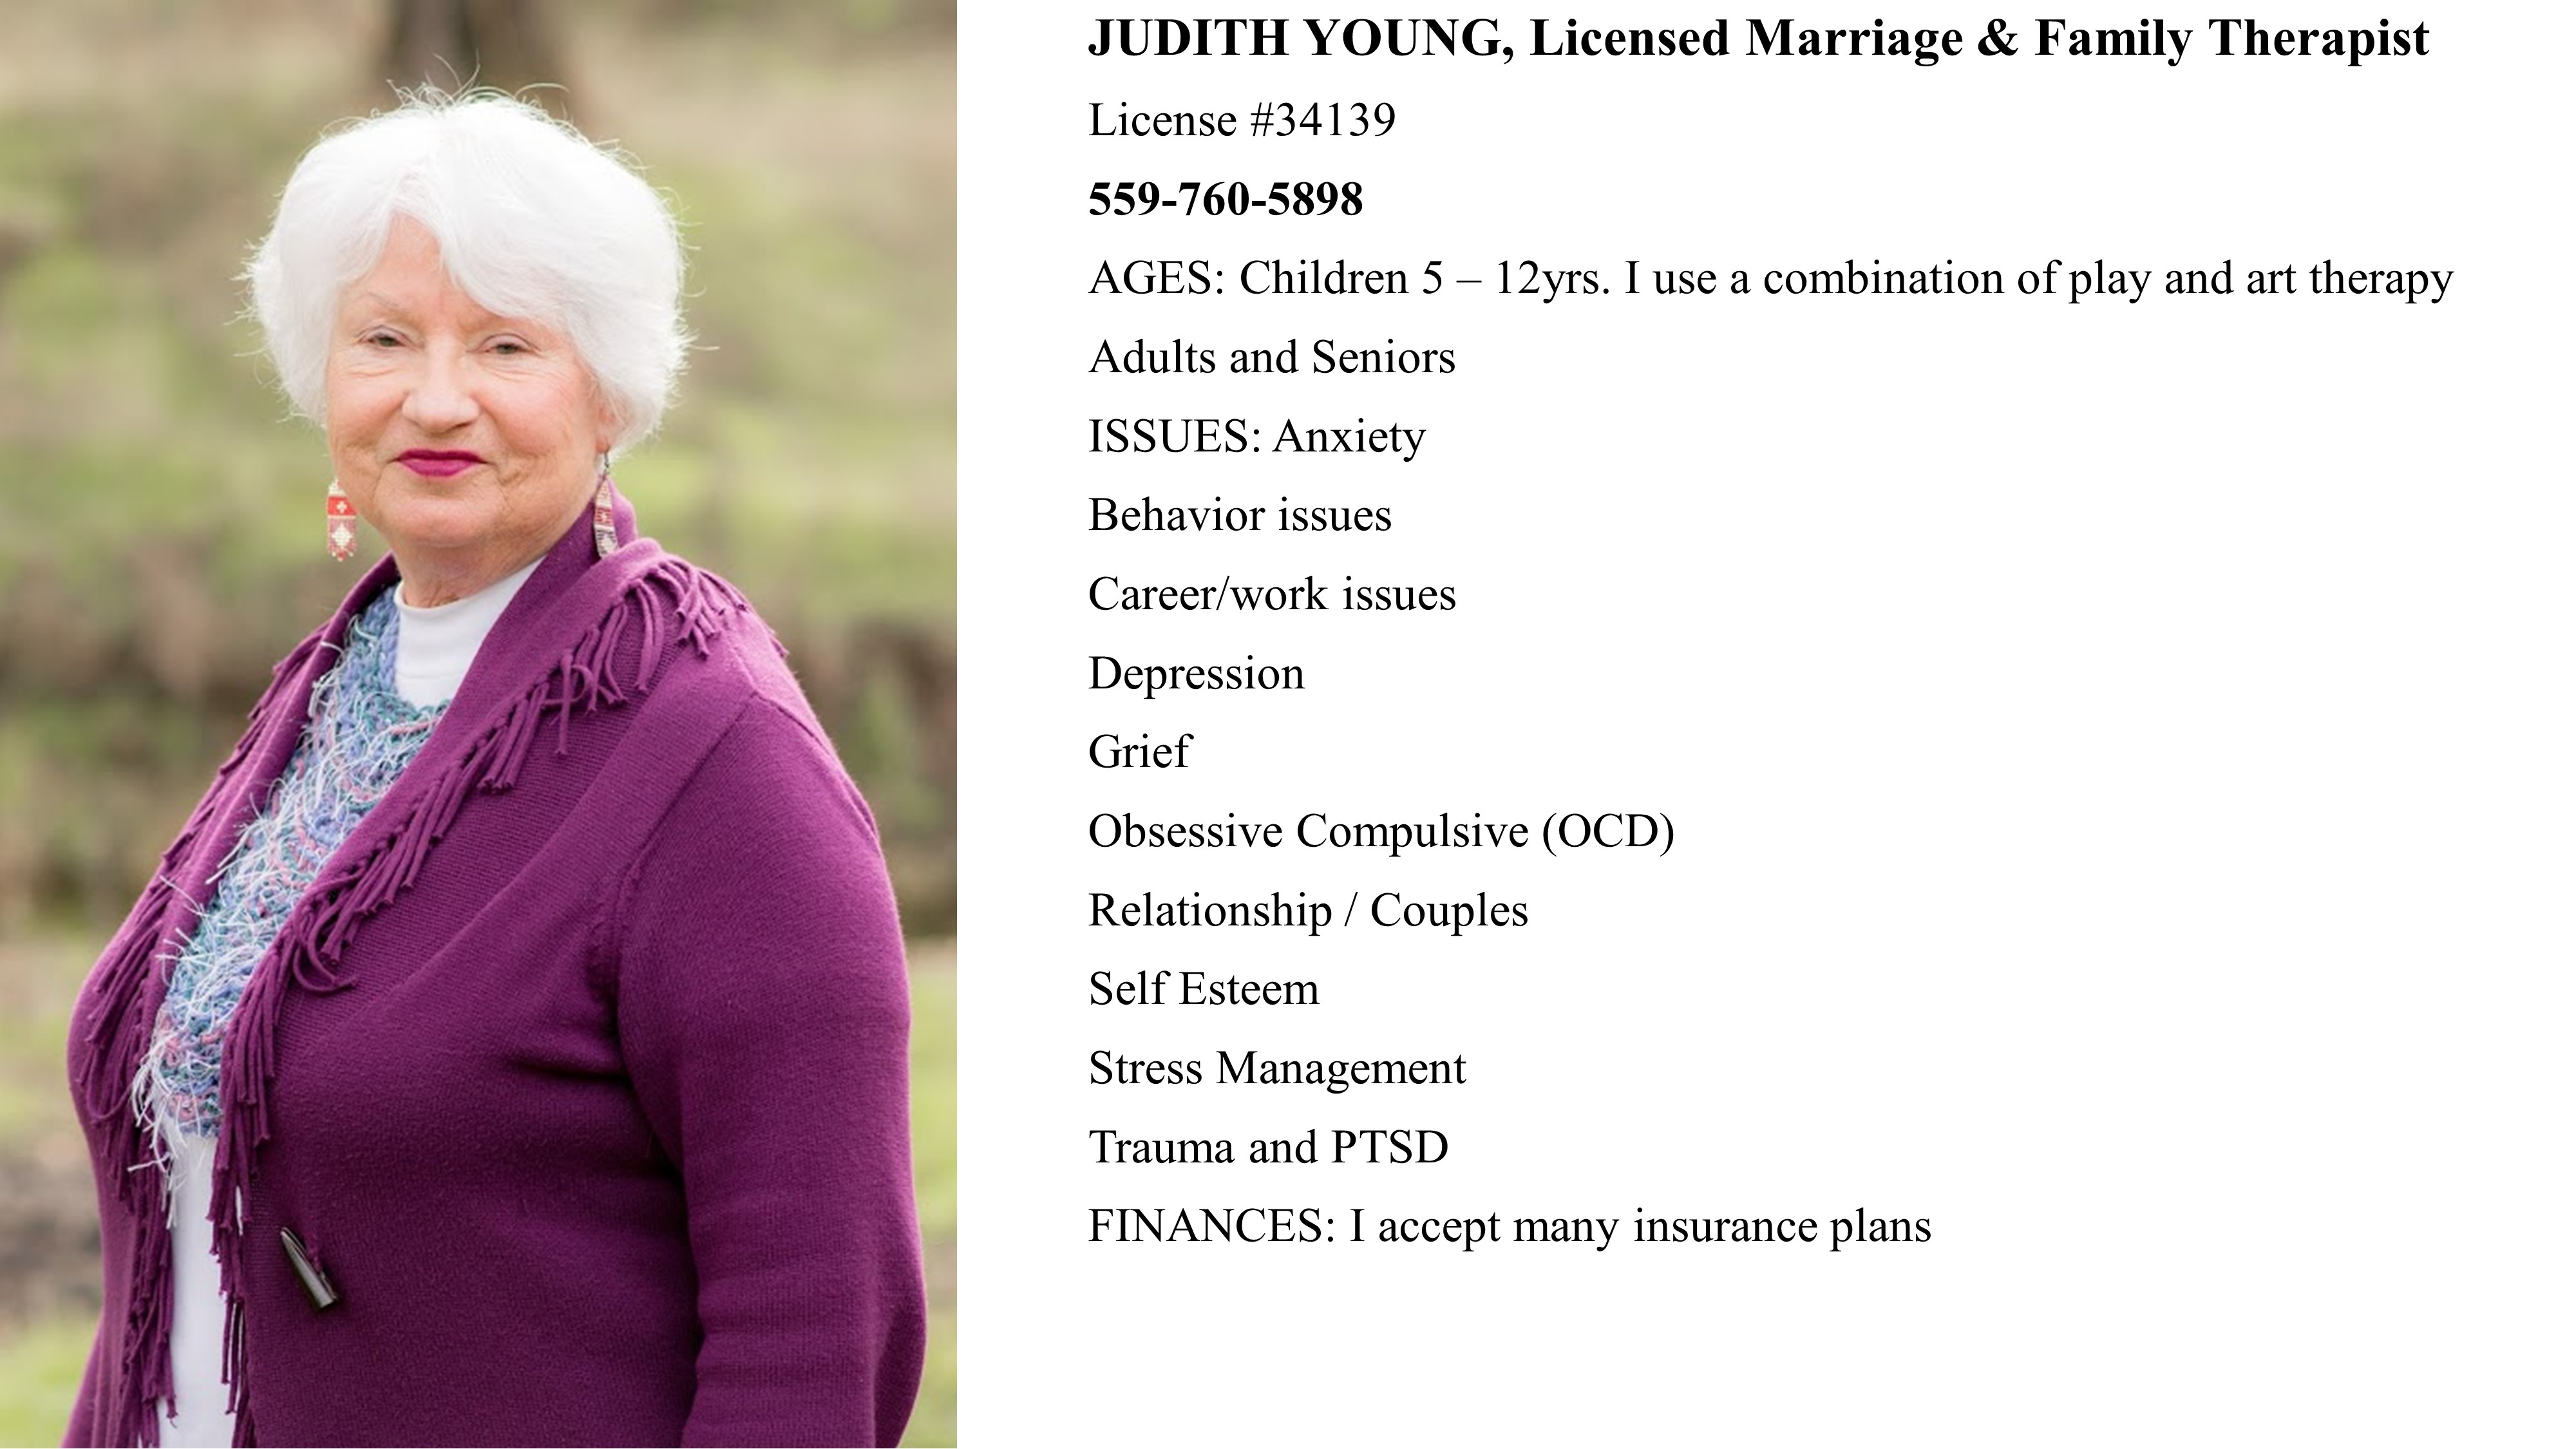 JUDITH YOUNG, Licensed Marriage & Family Therapist
License #34139
559-760-5898
AGES: Children 5 – 12yrs. I use a combination of play and art therapy
Adults and Seniors
ISSUES: Anxiety
Behavior issues
Career/work issues
Depression
Grief
Obsessive Compulsive (OCD)
Relationship / Couples
Self Esteem
Stress Management
Trauma and PTSD
FINANCES: I accept many insurance plans